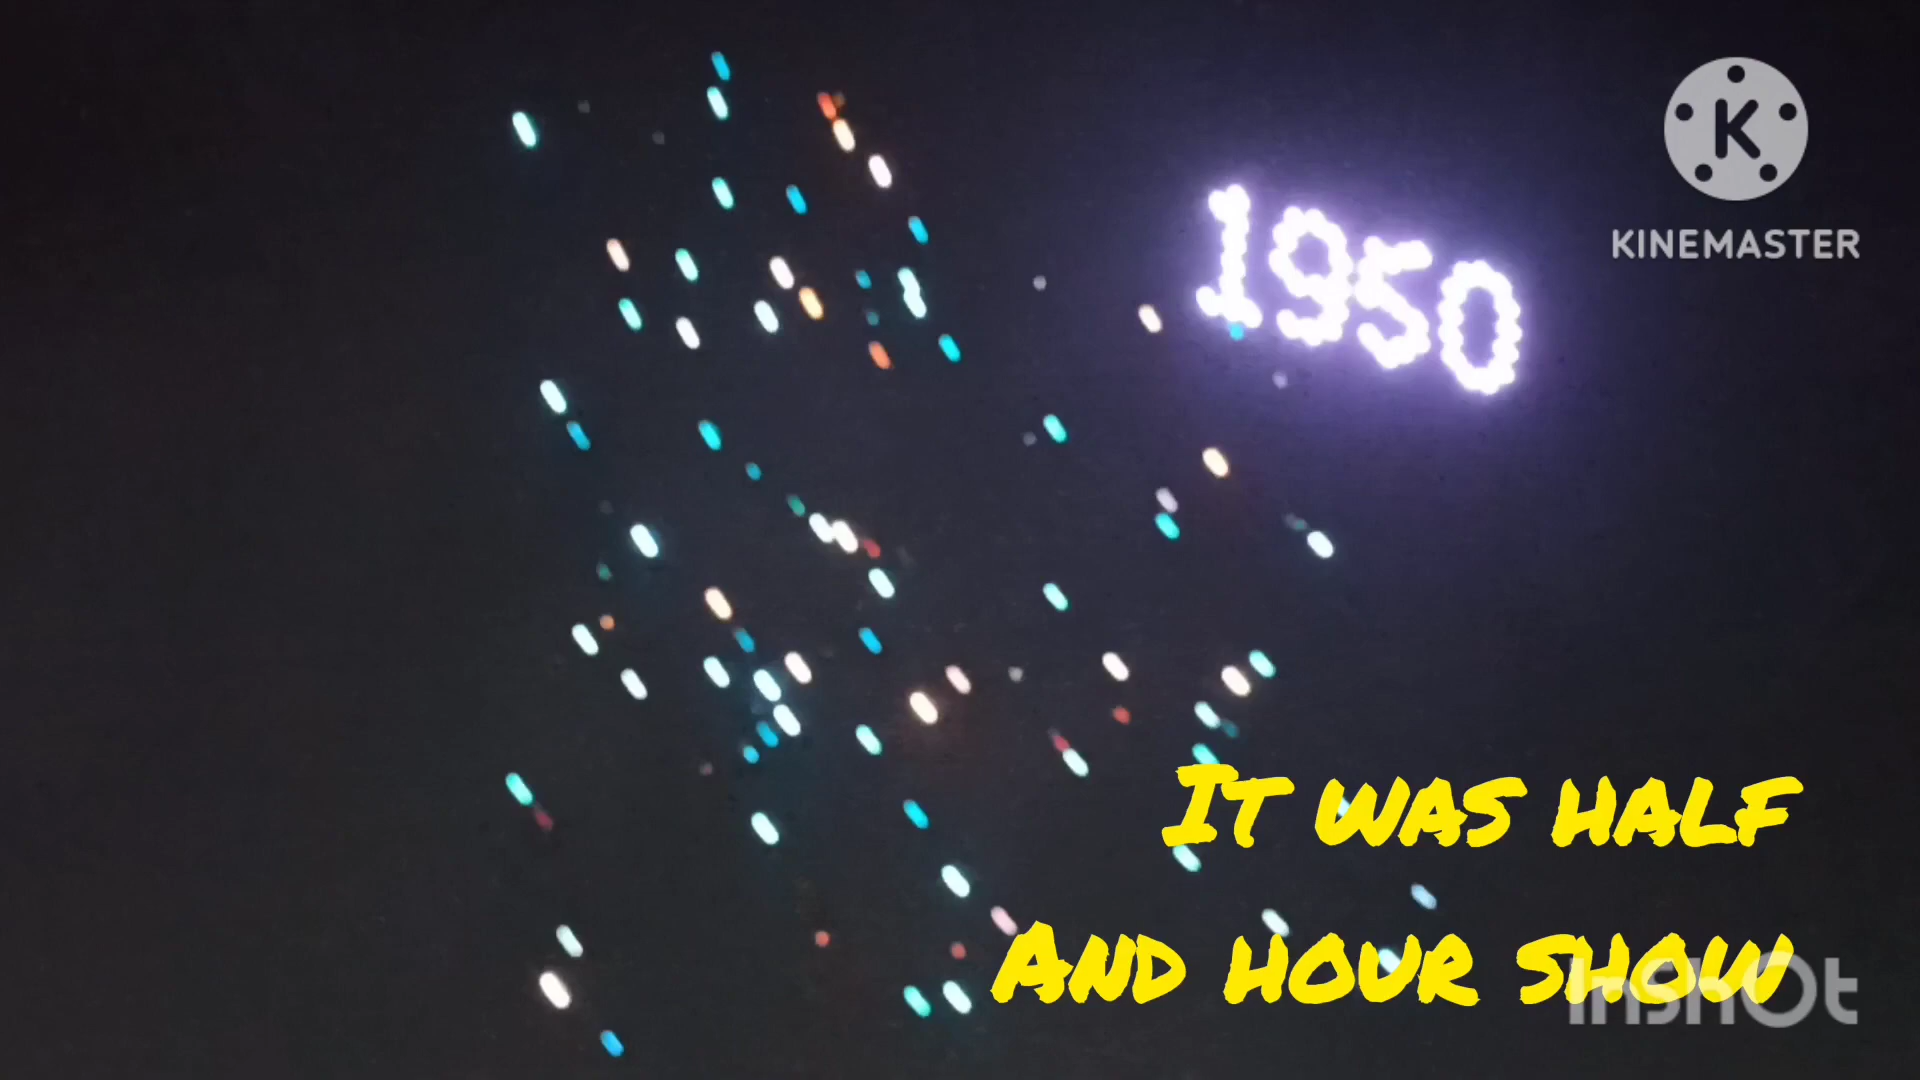 K
KINEMASTER
1950
It was half
And hour show
InShOt